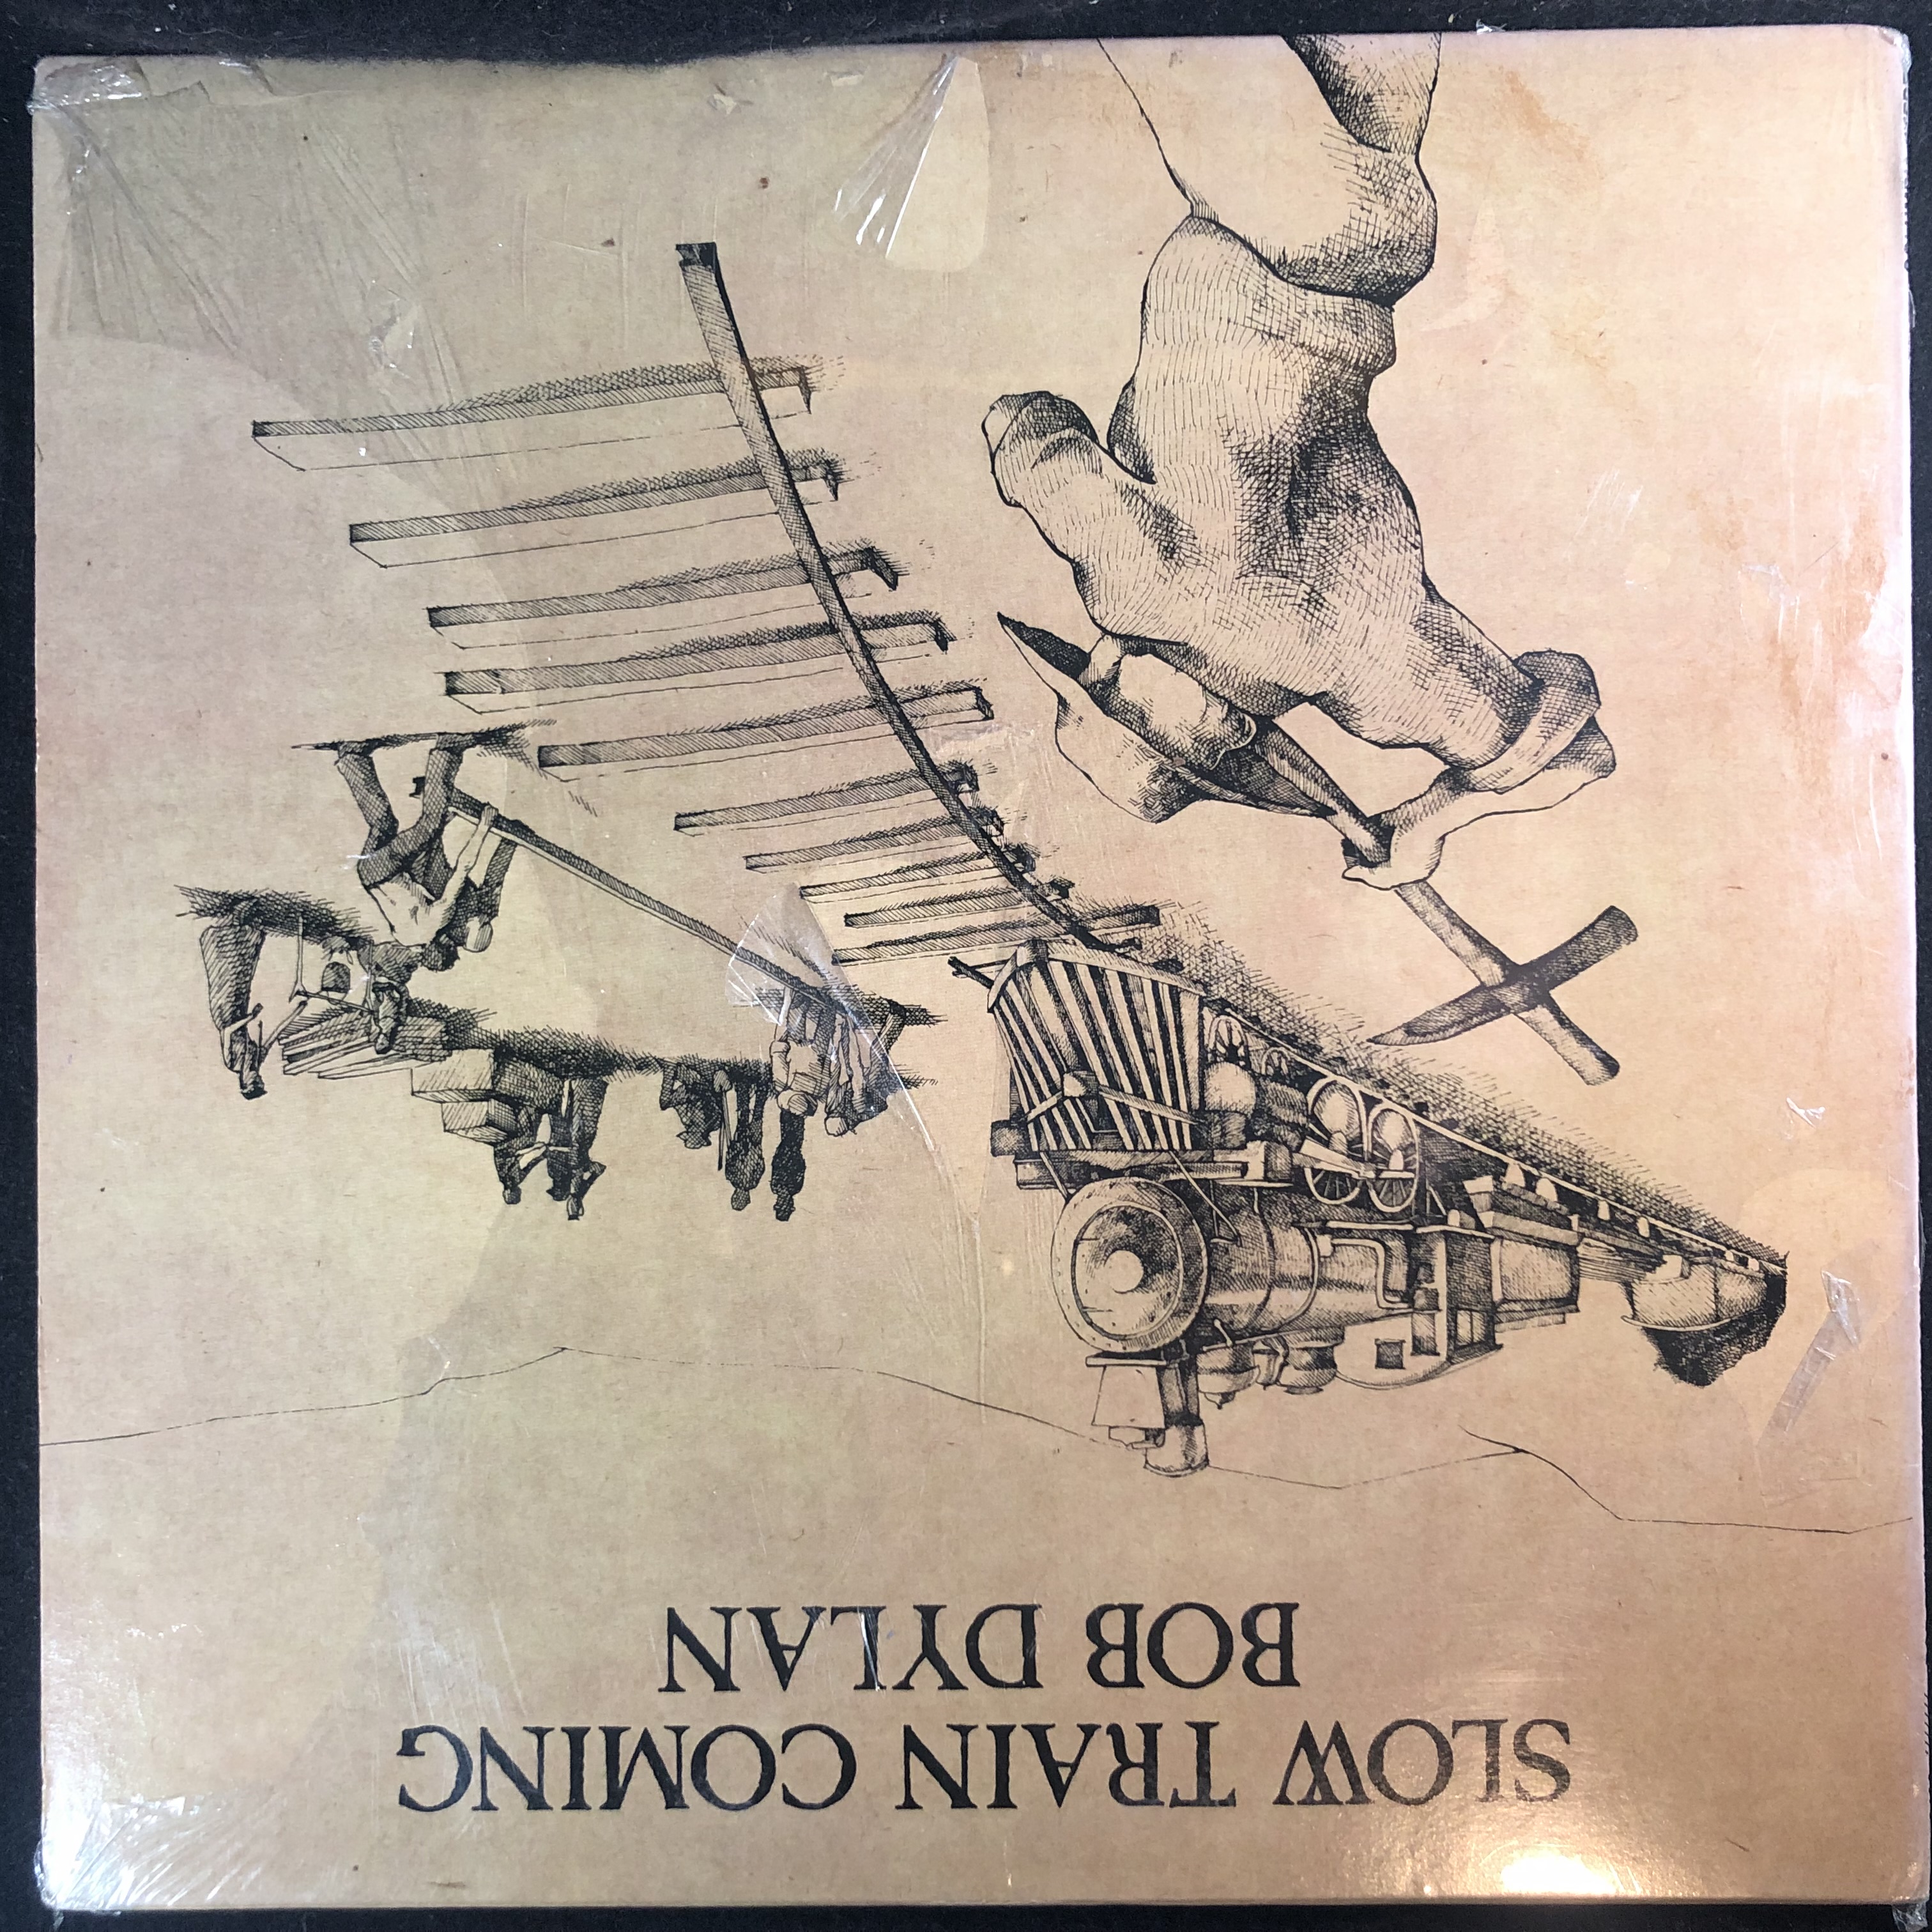 SLOW TRAIN COMING
BOB DYLAN